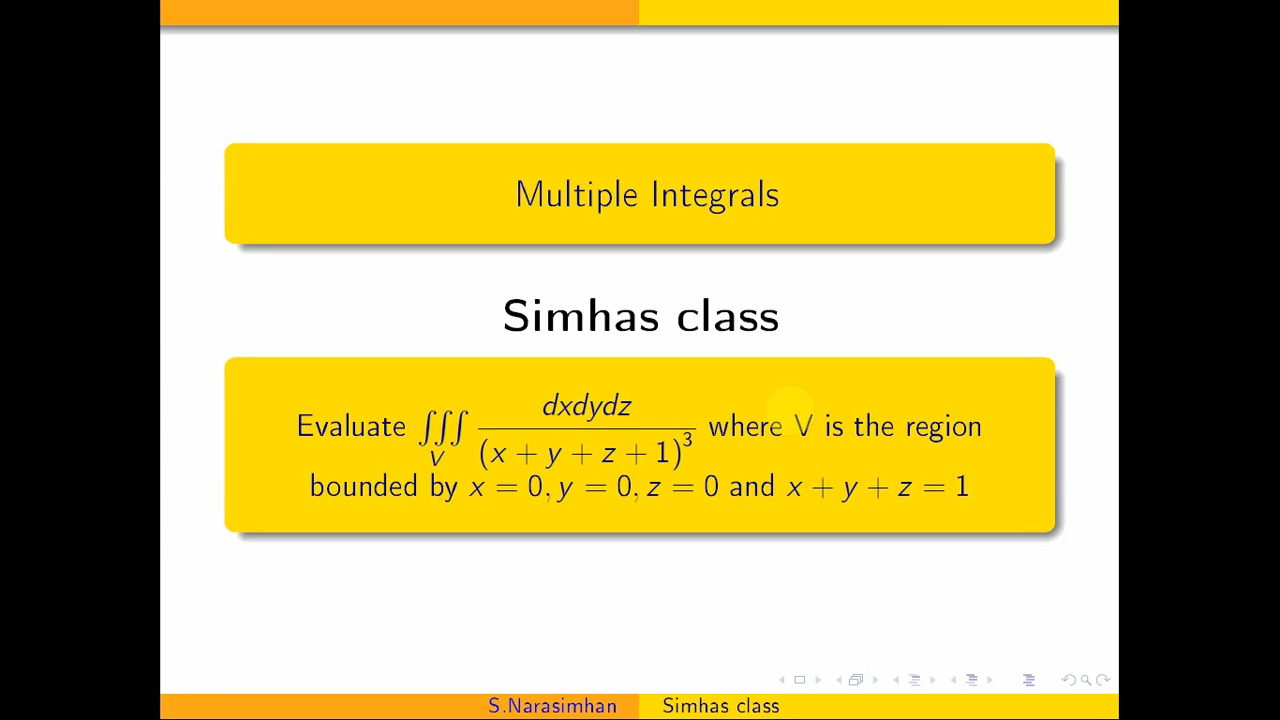 Multiple Integrals
Simhas class
Evaluate ∭_V dxdydz/(x + y + z + 1)^3 where V is the region
bounded by x = 0, y = 0, z = 0 and x + y + z = 1
S.Narasimhan Simhas class